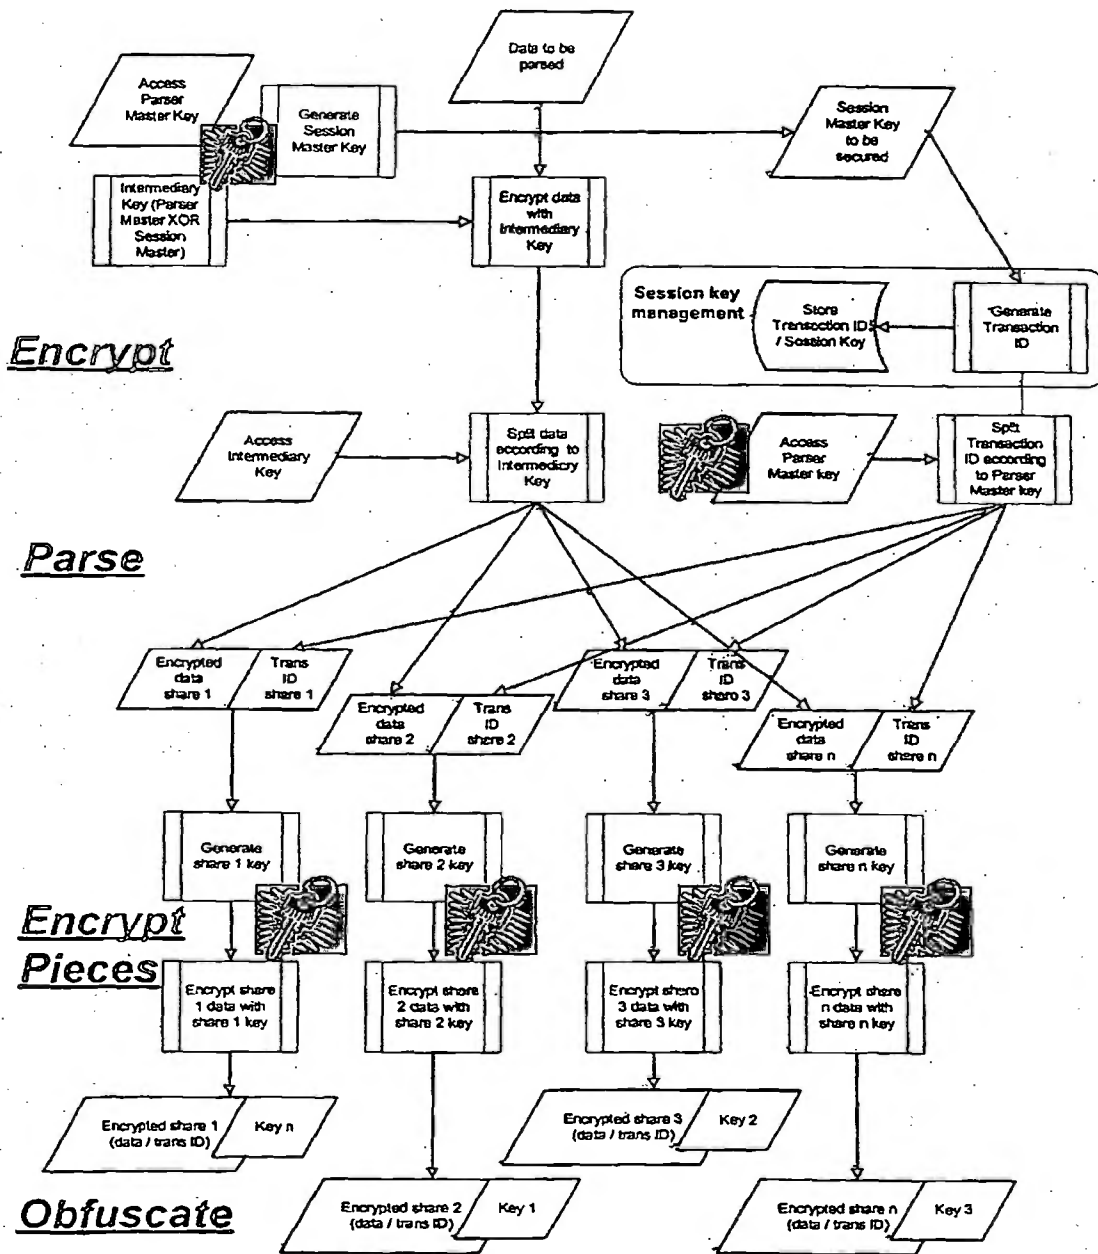 Data to be
parsed
Access
Parser
Master Key
Generate
Session
Master Key
Session
Master Key
to be
secured
Intermediary
Key (Parser
Master XOR
Session
Master)
Encrypt data
with
Intermediary
Key
Session key
management
Store
Transaction ID
/ Session Key
Generate
Transaction
ID
Encrypt
Access
Intermediary
Key
Split data
according to
Intermediary
Key
Access
Parser
Master key
Split
Transaction
ID according
to Parser
Master key
Parse
Encrypted
data
share 1
Trans
ID
share 1
Encrypted
data
share 2
Trans
ID
share 2
Encrypted
data
share 3
Trans
ID
share 3
Encrypted
data
share n
Trans
ID
share n
Generate
share 1 key
Generate
share 2 key
Generate
share 3 key
Generate
share n key
Encrypt
Pieces
Encrypt share
1 data with
share 1 key
Encrypt share
2 data with
share 2 key
Encrypt share
3 data with
share 3 key
Encrypt share
n data with
share n key
Encrypted share 1
(data / trans ID)
Key n
Encrypted share 3
(data / trans ID)
Key 2
Obfuscate
Encrypted share 2
(data / trans ID)
Key 1
Encrypted share n
(data / trans ID)
Key 3